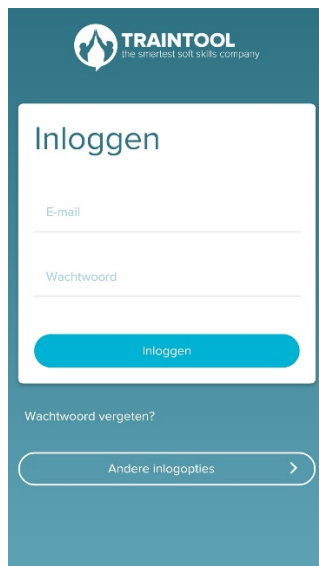 TRAINTOOL
the smartest soft skills company
Inloggen
E-mail
Wachtwoord
Inloggen
Wachtwoord vergeten?
Andere inlogopties